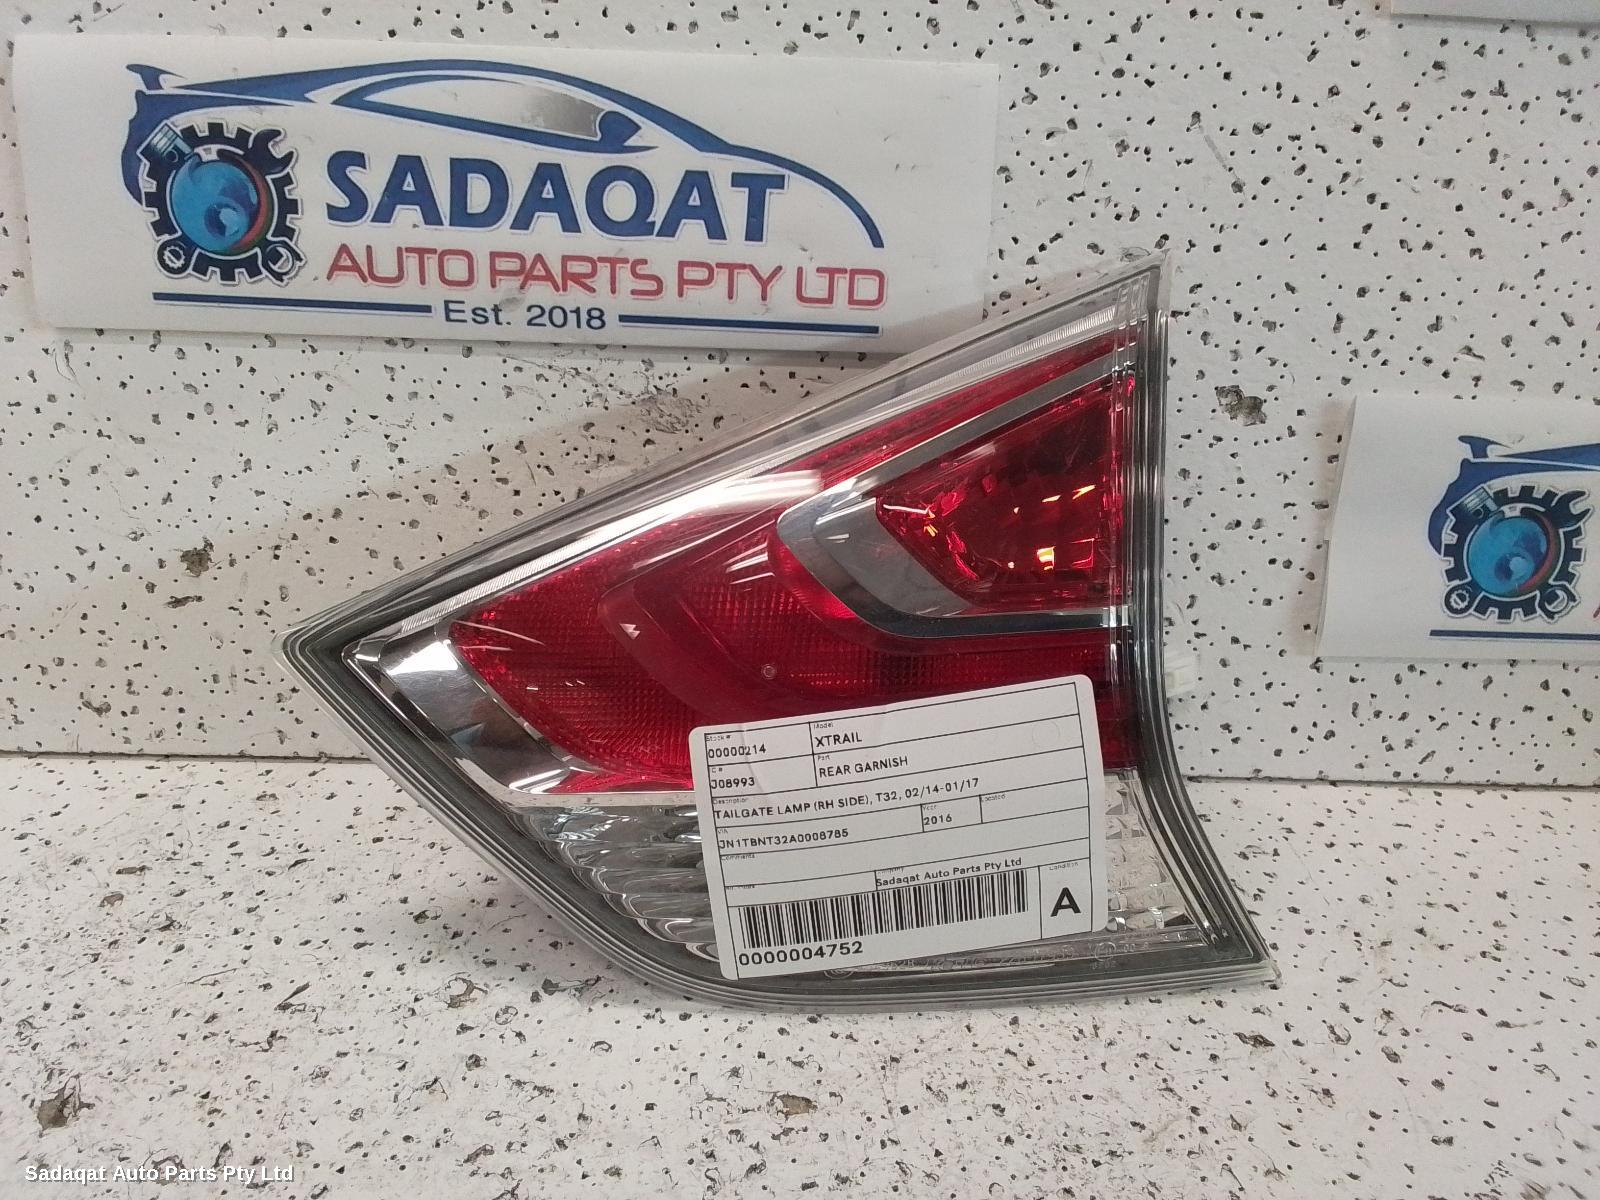 SADAQAT
AUTO PARTS PTY LTD
Est. 2018
Stock #
00000214
Model
XTRAIL
C #
J08993
Part
REAR GARNISH
Description
TAILGATE LAMP (RH SIDE), T32, 02/14-01/17
VIN
JN1TBNT32A0008785
Year
2016
Located
Comments
Company
Sadaqat Auto Parts Pty Ltd
Condition
A
0000004752
Sadaqat Auto Parts Pty Ltd